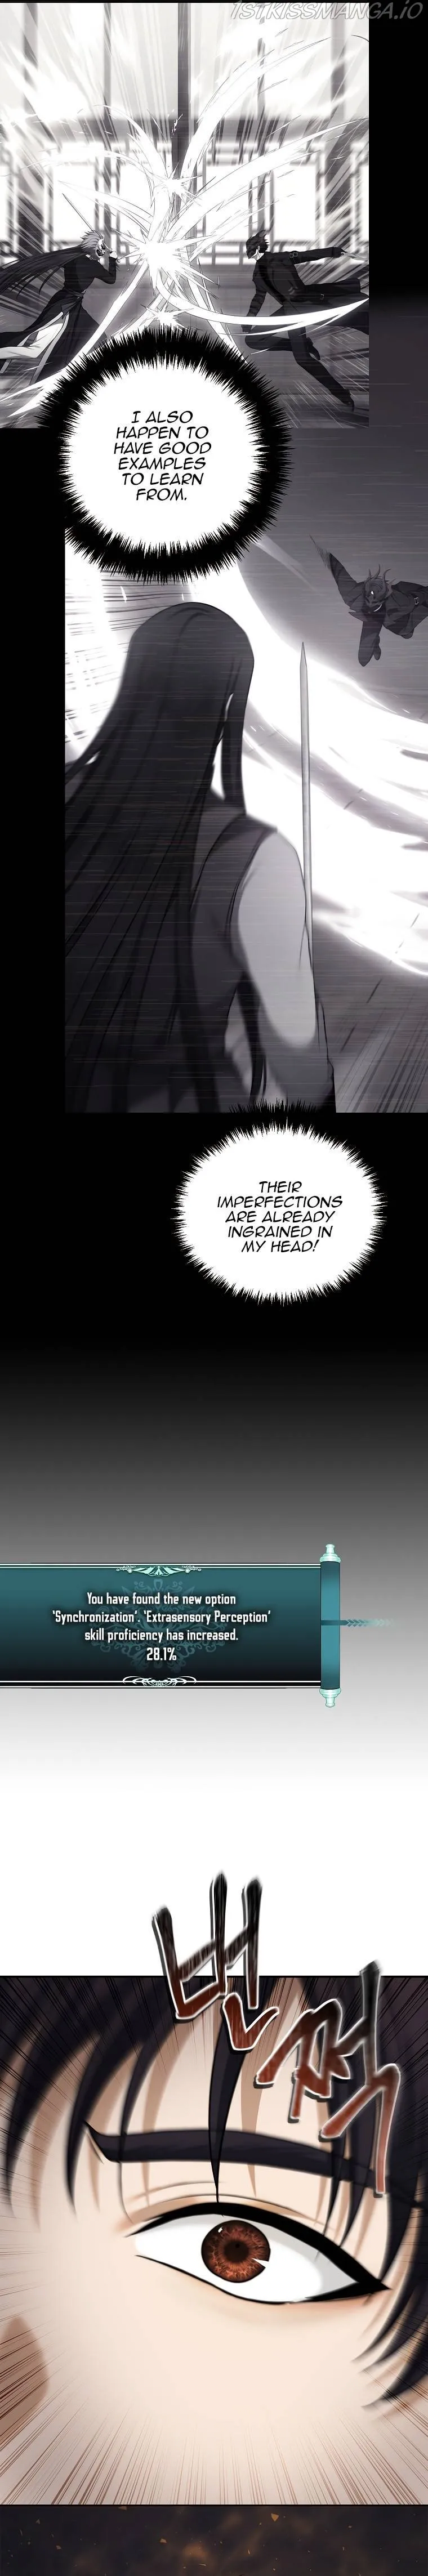 1STKISSMANGA.iO
I ALSO
HAPPEN TO
HAVE GOOD
EXAMPLES
TO LEARN
FROM.
THEIR
IMPERFECTIONS
ARE ALREADY
INGRAINED IN
MY HEAD!
You have found the new option
'Synchronization'. 'Extrasensory Perception'
skill proficiency has increased.
28.1%
번쩍